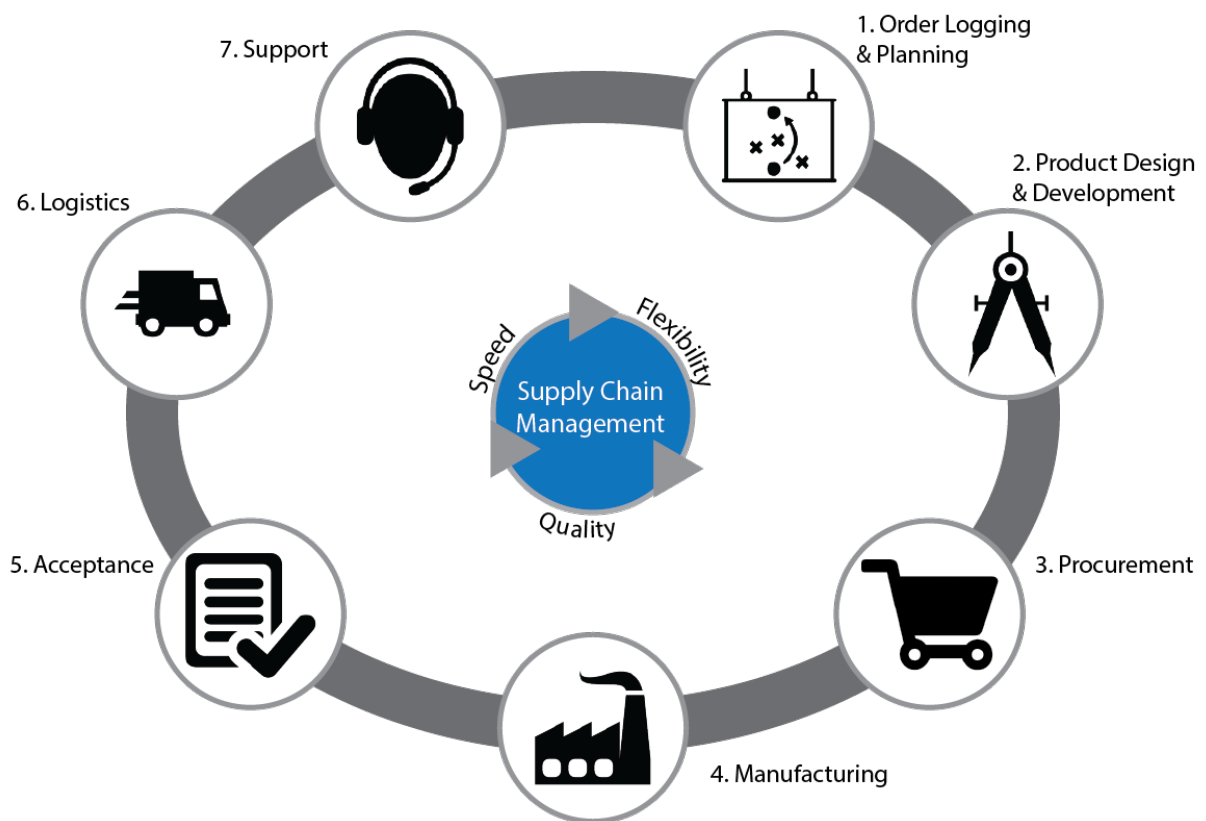 1. Order Logging
& Planning
2. Product Design
& Development
3. Procurement
4. Manufacturing
5. Acceptance
6. Logistics
7. Support
Speed
Flexibility
Quality
Supply Chain
Management